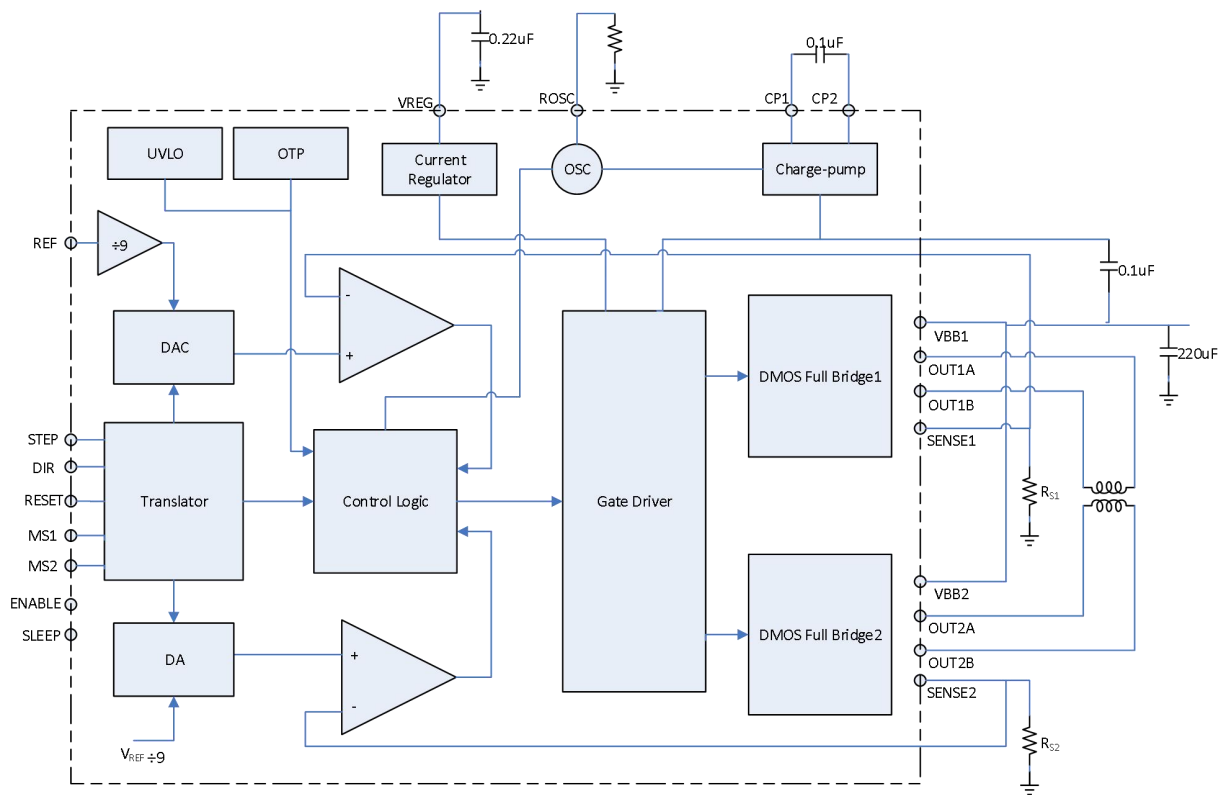 0.22uF
0.1uF
VREG
ROSC
CP1
CP2
UVLO
OTP
Current
Regulator
OSC
Charge-pump
REF
÷9
0.1uF
-
+
DAC
DMOS Full Bridge1
VBB1
OUT1A
OUT1B
SENSE1
220uF
STEP
DIR
RESET
MS1
MS2
ENABLE
SLEEP
Translator
Control Logic
Gate Driver
RS1
DA
+
-
DMOS Full Bridge2
VBB2
OUT2A
OUT2B
SENSE2
VREF ÷9
RS2